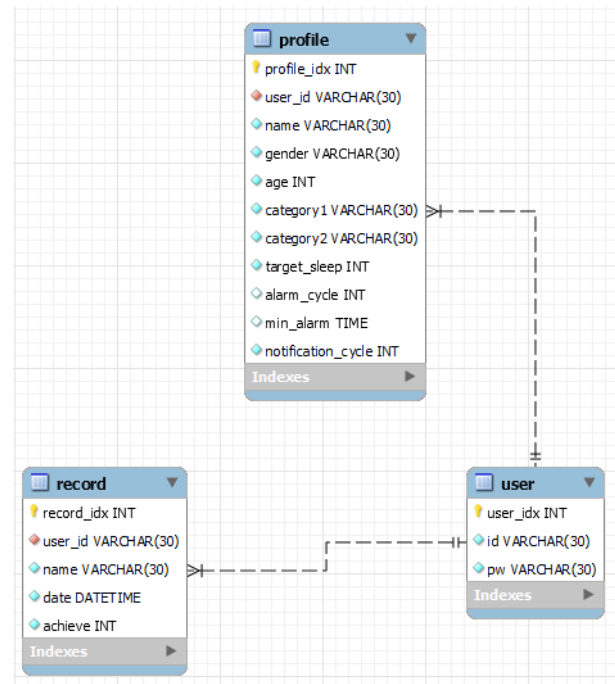 profile
profile_idx INT
user_id VARCHAR(30)
name VARCHAR(30)
gender VARCHAR(30)
age INT
category1 VARCHAR(30)
category2 VARCHAR(30)
target_sleep INT
alarm_cycle INT
min_alarm TIME
notification_cycle INT
Indexes
record
record_idx INT
user_id VARCHAR(30)
name VARCHAR(30)
date DATETIME
achieve INT
Indexes
user
user_idx INT
id VARCHAR(30)
pw VARCHAR(30)
Indexes